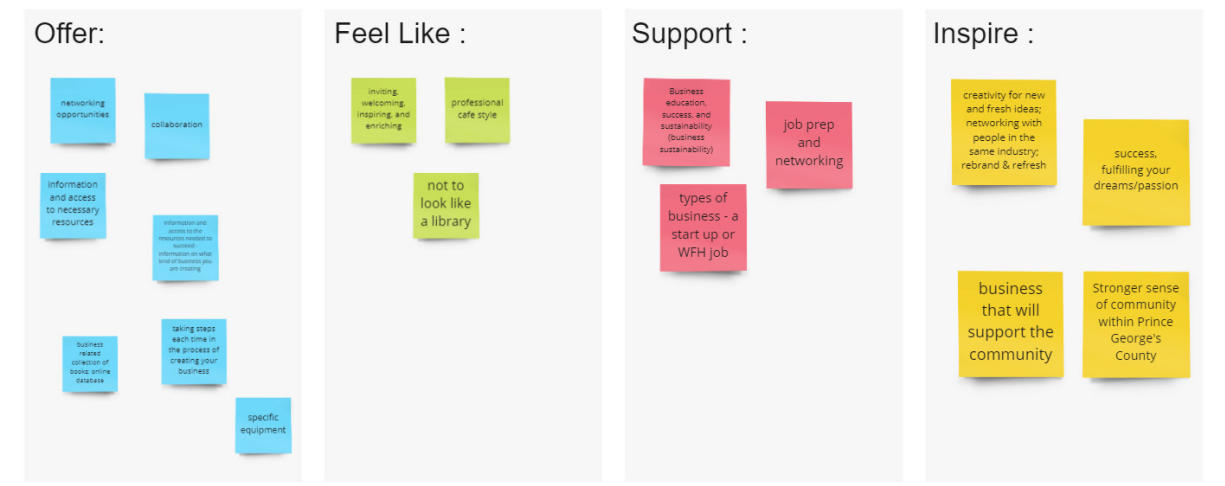 Offer:
networking
opportunities
collaboration
information
and access
to necessary
resources
information and
access to the
resources needed to
succeed -
information on what
kind of business you
are creating
business
related
collection of
books; online
database
taking steps
each time in
the process of
creating your
business
specific
equipment
Feel Like :
inviting,
welcoming,
inspiring, and
enriching
professional
cafe style
not to
look like
a library
Support :
Business
education,
success, and
sustainability
(business
sustainability)
job prep
and
networking
types of
business - a
start up or
WFH job
Inspire :
creativity for new
and fresh ideas;
networking with
people in the
same industry;
rebrand & refresh
success,
fulfilling your
dreams/passion
business
that will
support the
community
Stronger sense
of community
within Prince
George's
County